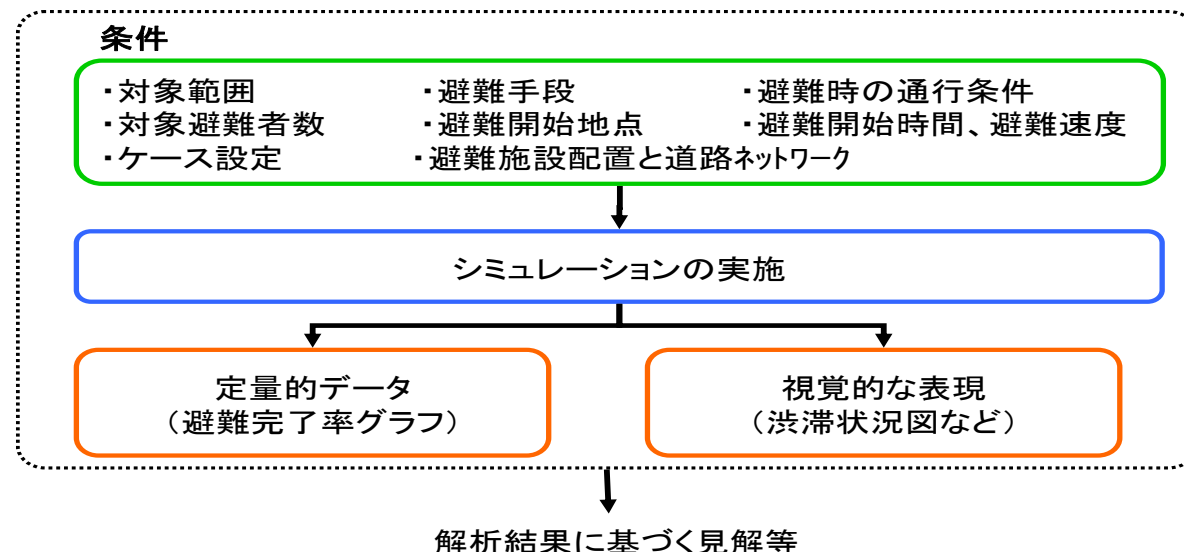 条件
・対象範囲 ・避難手段 ・避難時の通行条件
・対象避難者数 ・避難開始地点 ・避難開始時間、避難速度
・ケース設定 ・避難施設配置と道路ネットワーク
シミュレーションの実施
定量的データ
（避難完了率グラフ）
視覚的な表現
（渋滞状況図など）
解析結果に基づく見解等